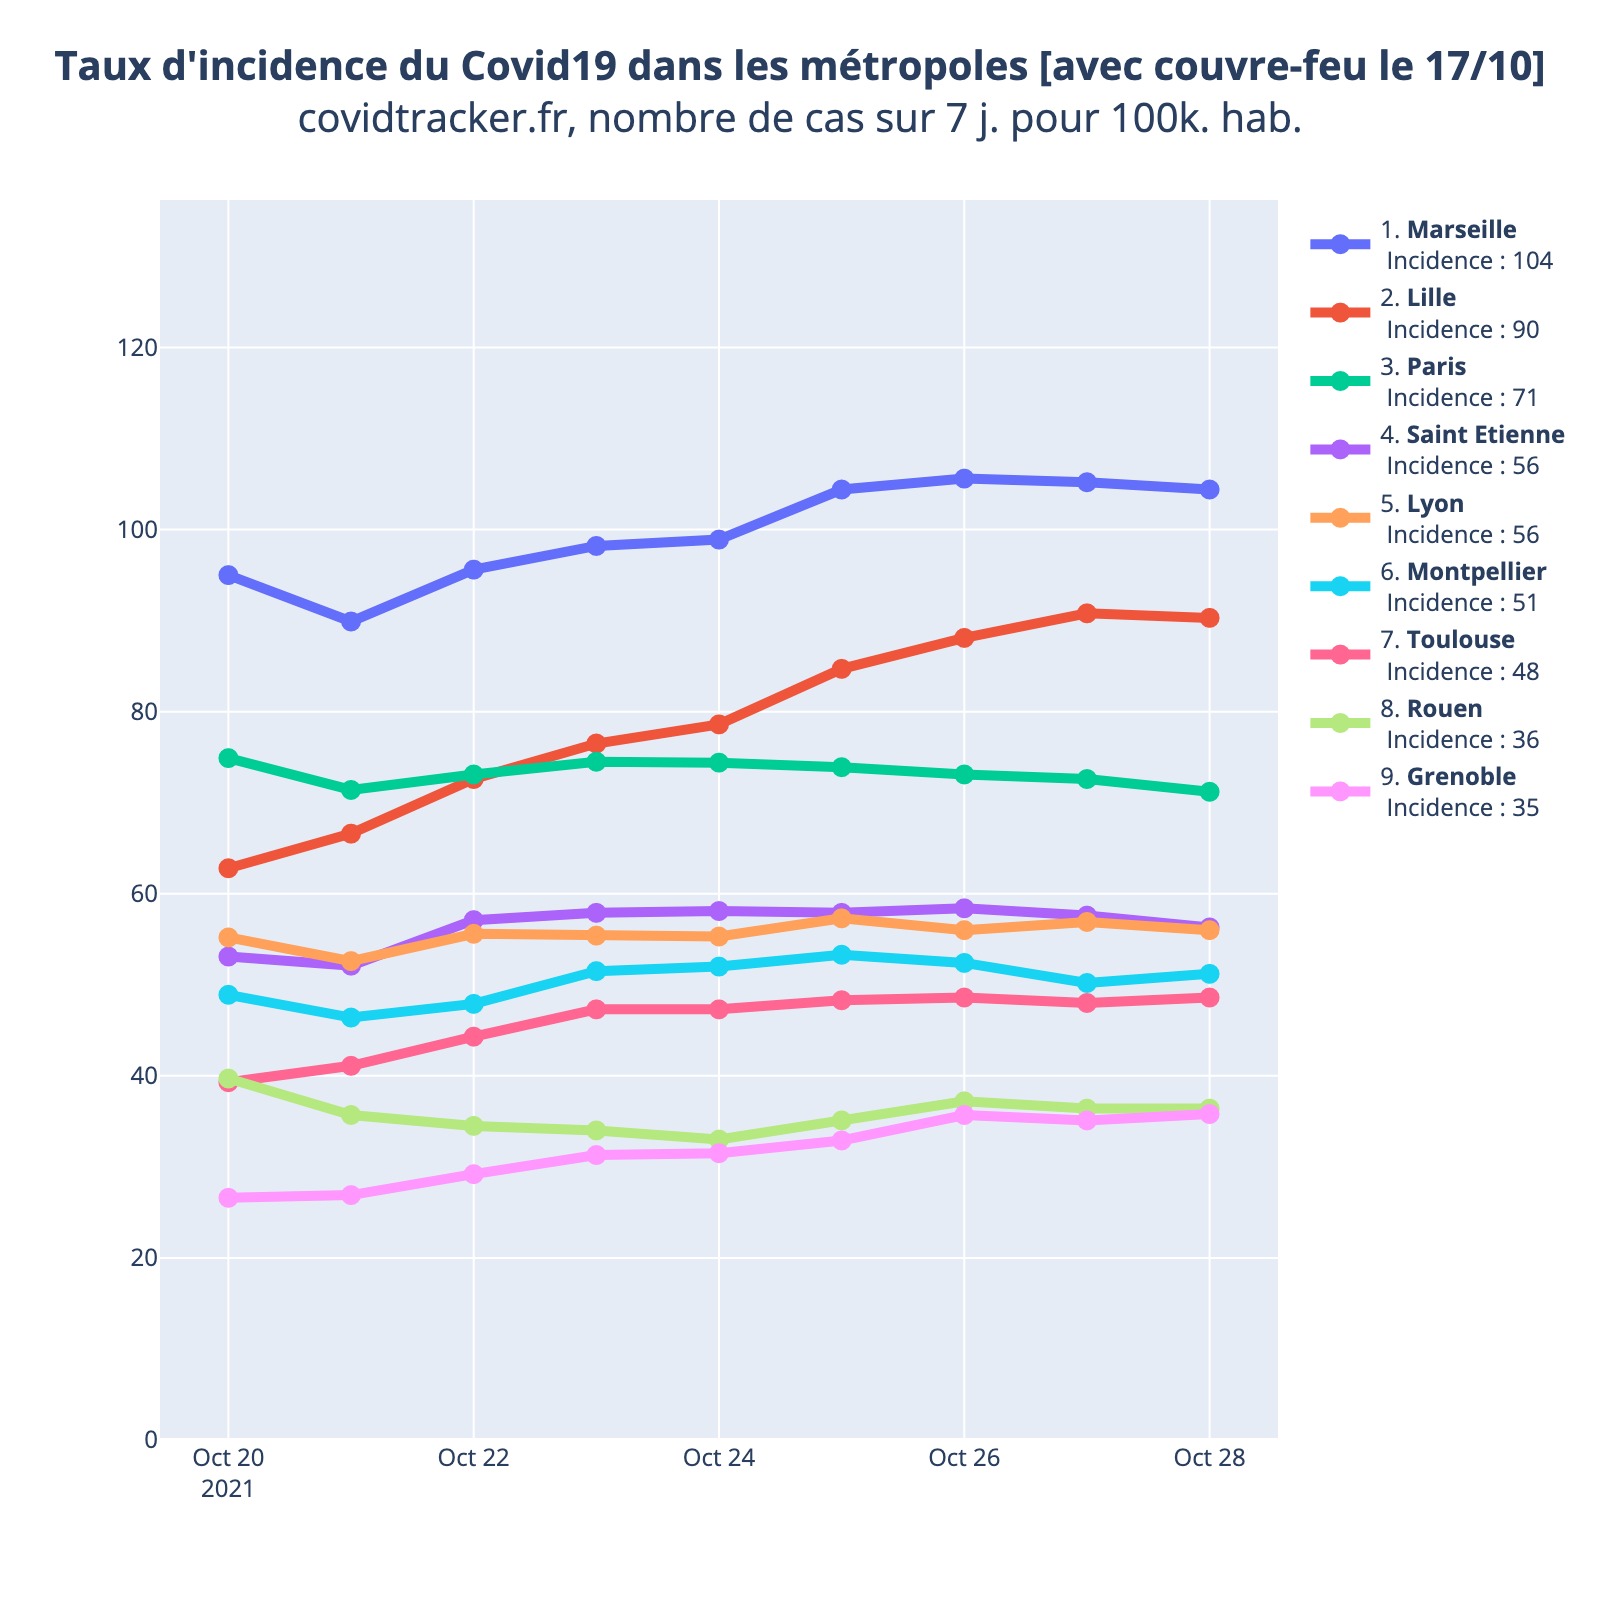 Taux d'incidence du Covid19 dans les métropoles [avec couvre-feu le 17/10]
covidtracker.fr, nombre de cas sur 7 j. pour 100k. hab.
120
100
80
60
40
20
0
Oct 20
2021
Oct 22
Oct 24
Oct 26
Oct 28
1. Marseille
Incidence : 104
2. Lille
Incidence : 90
3. Paris
Incidence : 71
4. Saint Etienne
Incidence : 56
5. Lyon
Incidence : 56
6. Montpellier
Incidence : 51
7. Toulouse
Incidence : 48
8. Rouen
Incidence : 36
9. Grenoble
Incidence : 35